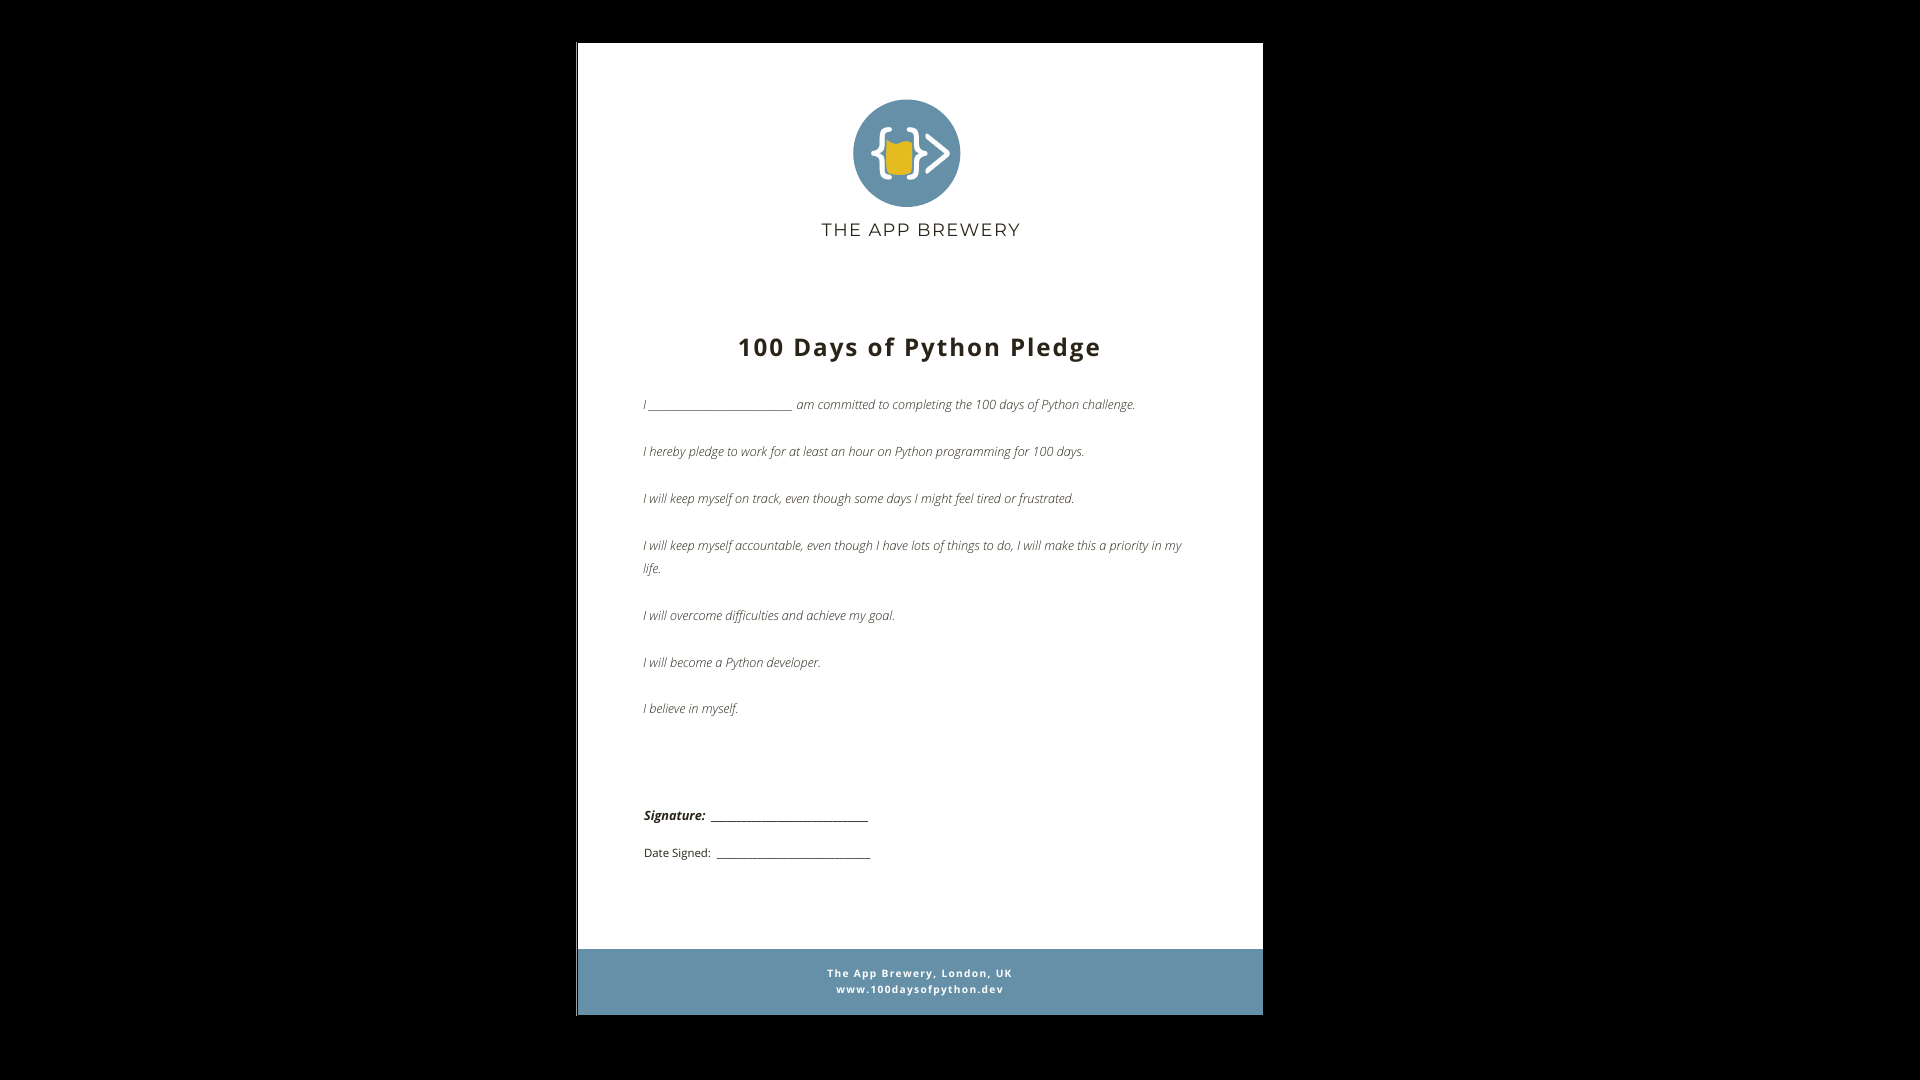 { }>
THE APP BREWERY
100 Days of Python Pledge
I ______________________ am committed to completing the 100 days of Python challenge.
I hereby pledge to work for at least an hour on Python programming for 100 days.
I will keep myself on track, even though some days I might feel tired or frustrated.
I will keep myself accountable, even though I have lots of things to do, I will make this a priority in my
life.
I will overcome difficulties and achieve my goal.
I will become a Python developer.
I believe in myself.
Signature: ________________________
Date Signed: ________________________
The App Brewery, London, UK
www.100daysofpython.dev